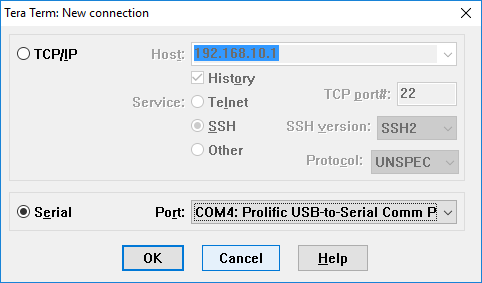 Tera Term: New connection
TCP/IP
Host: 192.168.10.1
History
Service: Telnet
TCP port#: 22
SSH
SSH version: SSH2
Other
Protocol: UNSPEC
Serial
Port: COM4: Prolific USB-to-Serial Comm P
OK Cancel Help